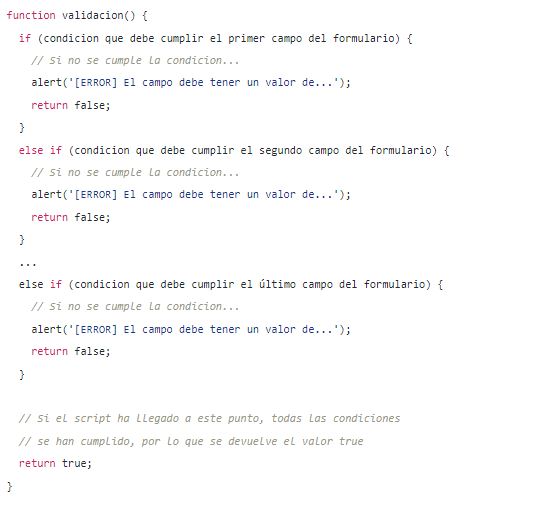 function validacion() {
if (condicion que debe cumplir el primer campo del formulario) {
// Si no se cumple la condicion...
alert('[ERROR] El campo debe tener un valor de...');
return false;
}
else if (condicion que debe cumplir el segundo campo del formulario) {
// Si no se cumple la condicion...
alert('[ERROR] El campo debe tener un valor de...');
return false;
}
...
else if (condicion que debe cumplir el último campo del formulario) {
// Si no se cumple la condicion...
alert('[ERROR] El campo debe tener un valor de...');
return false;
}
// Si el script ha llegado a este punto, todas las condiciones
// se han cumplido, por lo que se devuelve el valor true
return true;
}